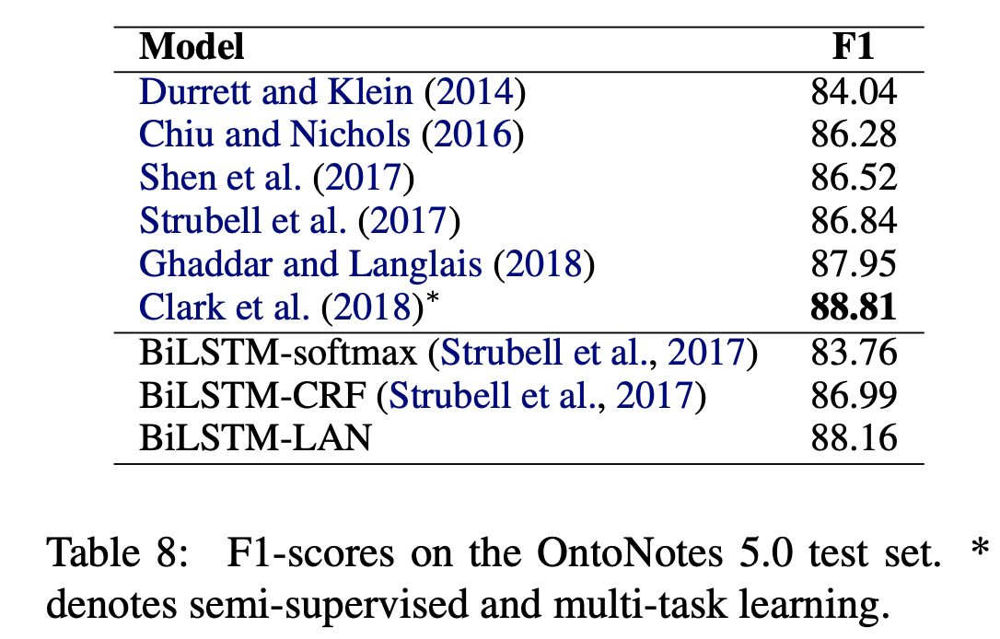 Model F1
Durrett and Klein (2014) 84.04
Chiu and Nichols (2016) 86.28
Shen et al. (2017) 86.52
Strubell et al. (2017) 86.84
Ghaddar and Langlais (2018) 87.95
Clark et al. (2018)* 88.81
BiLSTM-softmax (Strubell et al., 2017) 83.76
BiLSTM-CRF (Strubell et al., 2017) 86.99
BiLSTM-LAN 88.16
Table 8: F1-scores on the OntoNotes 5.0 test set. *
denotes semi-supervised and multi-task learning.